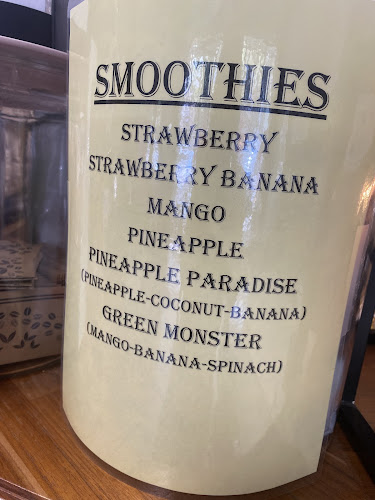 SMOOTHIES
STRAWBERRY
STRAWBERRY BANANA
MANGO
PINEAPPLE
PINEAPPLE PARADISE
(PINEAPPLE-COCONUT-BANANA)
GREEN MONSTER
(MANGO-BANANA-SPINACH)